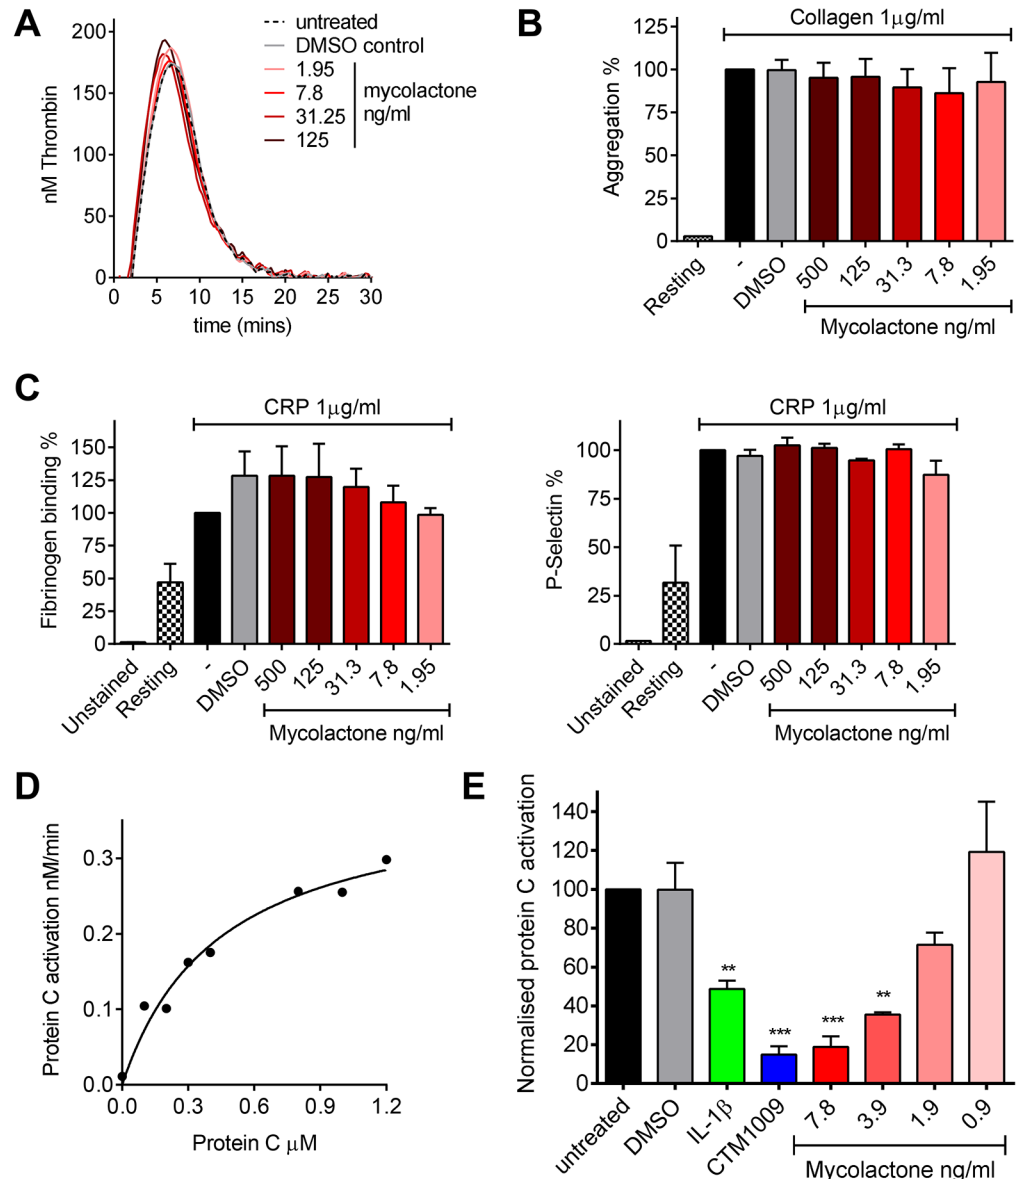 A
nM Thrombin
200
150
100
50
0
0 5 10 15 20 25 30
time (mins)
untreated
DMSO control
1.95
7.8
31.25
125
mycolactone
ng/ml
B
Collagen 1μg/ml
Aggregation %
125
100
75
50
25
0
Resting - DMSO 500 125 31.3 7.8 1.95
Mycolactone ng/ml
C
CRP 1μg/ml
Fibrinogen binding %
150
125
100
75
50
25
0
Unstained Resting - DMSO 500 125 31.3 7.8 1.95
Mycolactone ng/ml
CRP 1μg/ml
P-Selectin %
100
75
50
25
0
Unstained Resting - DMSO 500 125 31.3 7.8 1.95
Mycolactone ng/ml
D
Protein C activation nM/min
0.3
0.2
0.1
0.0
0.0 0.3 0.6 0.9 1.2
Protein C μM
E
Normalised protein C activation
140
120
100
80
60
40
20
0
** *** *** **
untreated DMSO IL-1β CTM1009 7.8 3.9 1.9 0.9
Mycolactone ng/ml